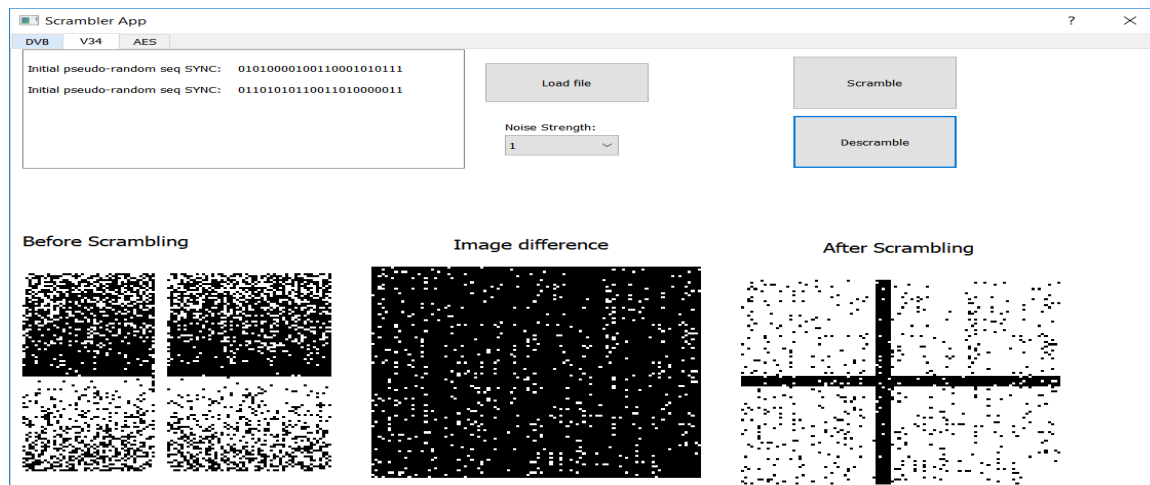 Scrambler App
?
DVB V34 AES
Initial pseudo-random seq SYNC: 01010000100110001010111
Initial pseudo-random seq SYNC: 01101010110011010000011
Load file
Noise Strength:
1
Scramble
Descramble
Before Scrambling
Image difference
After Scrambling